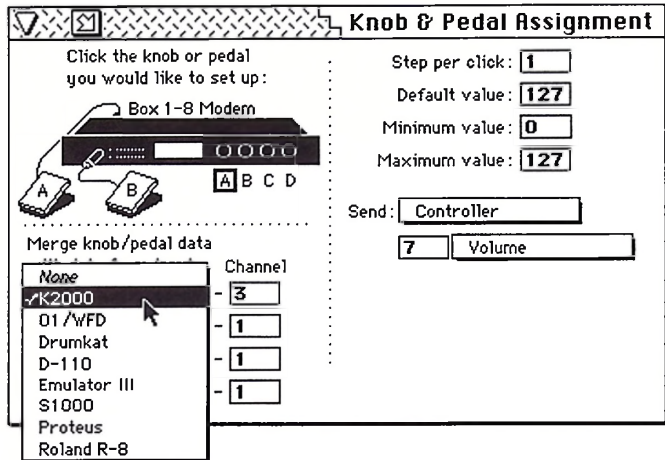 Knob & Pedal Assignment
Click the knob or pedal
you would like to set up:
Box 1-8 Modem
A
B
A B C D
Merge knob/pedal data
Channel
None
✓K2000
01/WFD
Drumkat
D-110
Emulator III
S1000
Proteus
Roland R-8
- 3
- 1
- 1
- 1
Step per click: 1
Default value: 127
Minimum value: 0
Maximum value: 127
Send: Controller
7 Volume